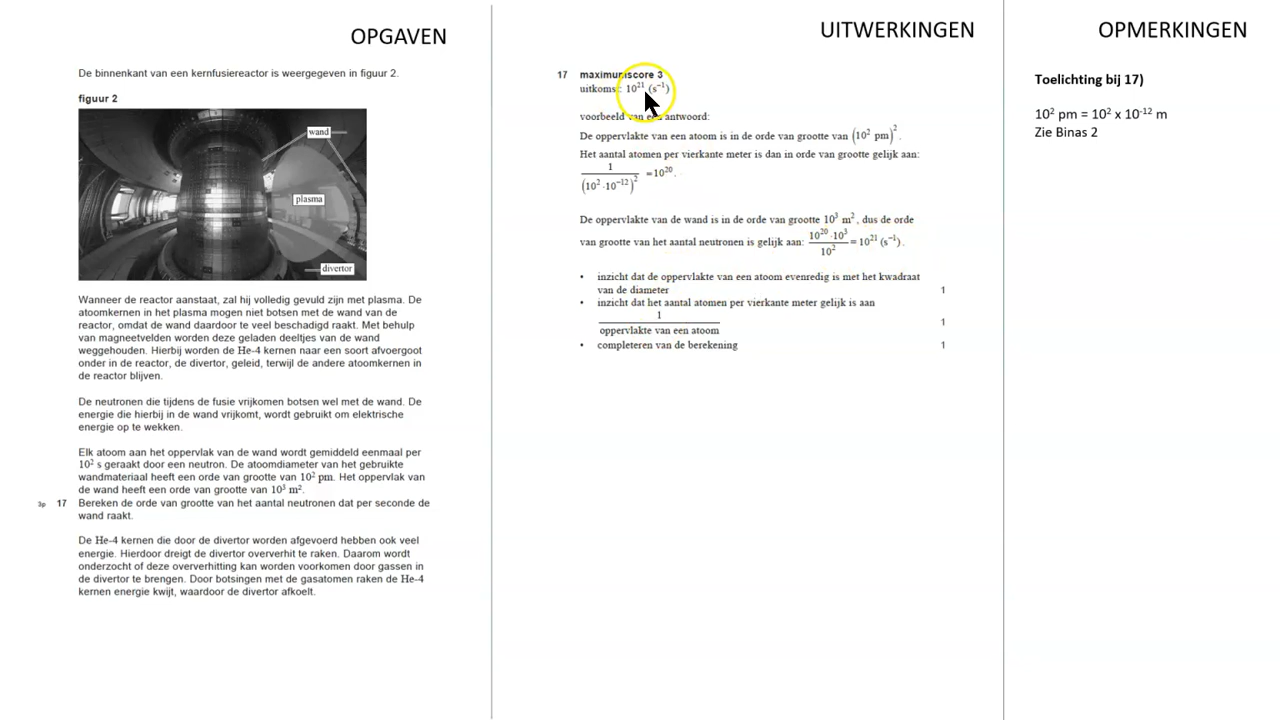 OPGAVEN
De binnenkant van een kernfusiereactor is weergegeven in figuur 2.
figuur 2
wand
plasma
divertor
Wanneer de reactor aanstaat, zal hij volledig gevuld zijn met plasma. De
atoomkernen in het plasma mogen niet botsen met de wand van de
reactor, omdat de wand daardoor te veel beschadigd raakt. Met behulp
van magneetvelden worden deze geladen deeltjes van de wand
weggehouden. Hierbij worden de He-4 kernen naar een soort afvoergoot
onder in de reactor, de divertor, geleid, terwijl de andere atoomkernen in
de reactor blijven.
De neutronen die tijdens de fusie vrijkomen botsen wel met de wand. De
energie die hierbij in de wand vrijkomt, wordt gebruikt om elektrische
energie op te wekken.
Elk atoom aan het oppervlak van de wand wordt gemiddeld eenmaal per
10² s geraakt door een neutron. De atoomdiameter van het gebruikte
wandmateriaal heeft een orde van grootte van 10² pm. Het oppervlak van
de wand heeft een orde van grootte van 10³ m².
3p 17 Bereken de orde van grootte van het aantal neutronen dat per seconde de
wand raakt.
De He-4 kernen die door de divertor worden afgevoerd hebben ook veel
energie. Hierdoor dreigt de divertor oververhit te raken. Daarom wordt
onderzocht of deze oververhitting kan worden voorkomen door gassen in
de divertor te brengen. Door botsingen met de gasatomen raken de He-4
kernen energie kwijt, waardoor de divertor afkoelt.
UITWERKINGEN
17 maximumscore 3
uitkomst: 10²¹ (s⁻¹)
voorbeeld van een antwoord:
De oppervlakte van een atoom is in de orde van grootte van (10² pm)².
Het aantal atomen per vierkante meter is dan in orde van grootte gelijk aan:
1 / (10² ·10⁻¹²)² =10²⁰.
De oppervlakte van de wand is in de orde van grootte 10³ m², dus de orde
van grootte van het aantal neutronen is gelijk aan: 10²⁰ ·10³ / 10² = 10²¹ (s⁻¹).
• inzicht dat de oppervlakte van een atoom evenredig is met het kwadraat
van de diameter 1
• inzicht dat het aantal atomen per vierkante meter gelijk is aan
1 / oppervlakte van een atoom 1
• completeren van de berekening 1
OPMERKINGEN
Toelichting bij 17)
10² pm = 10² x 10⁻¹² m
Zie Binas 2